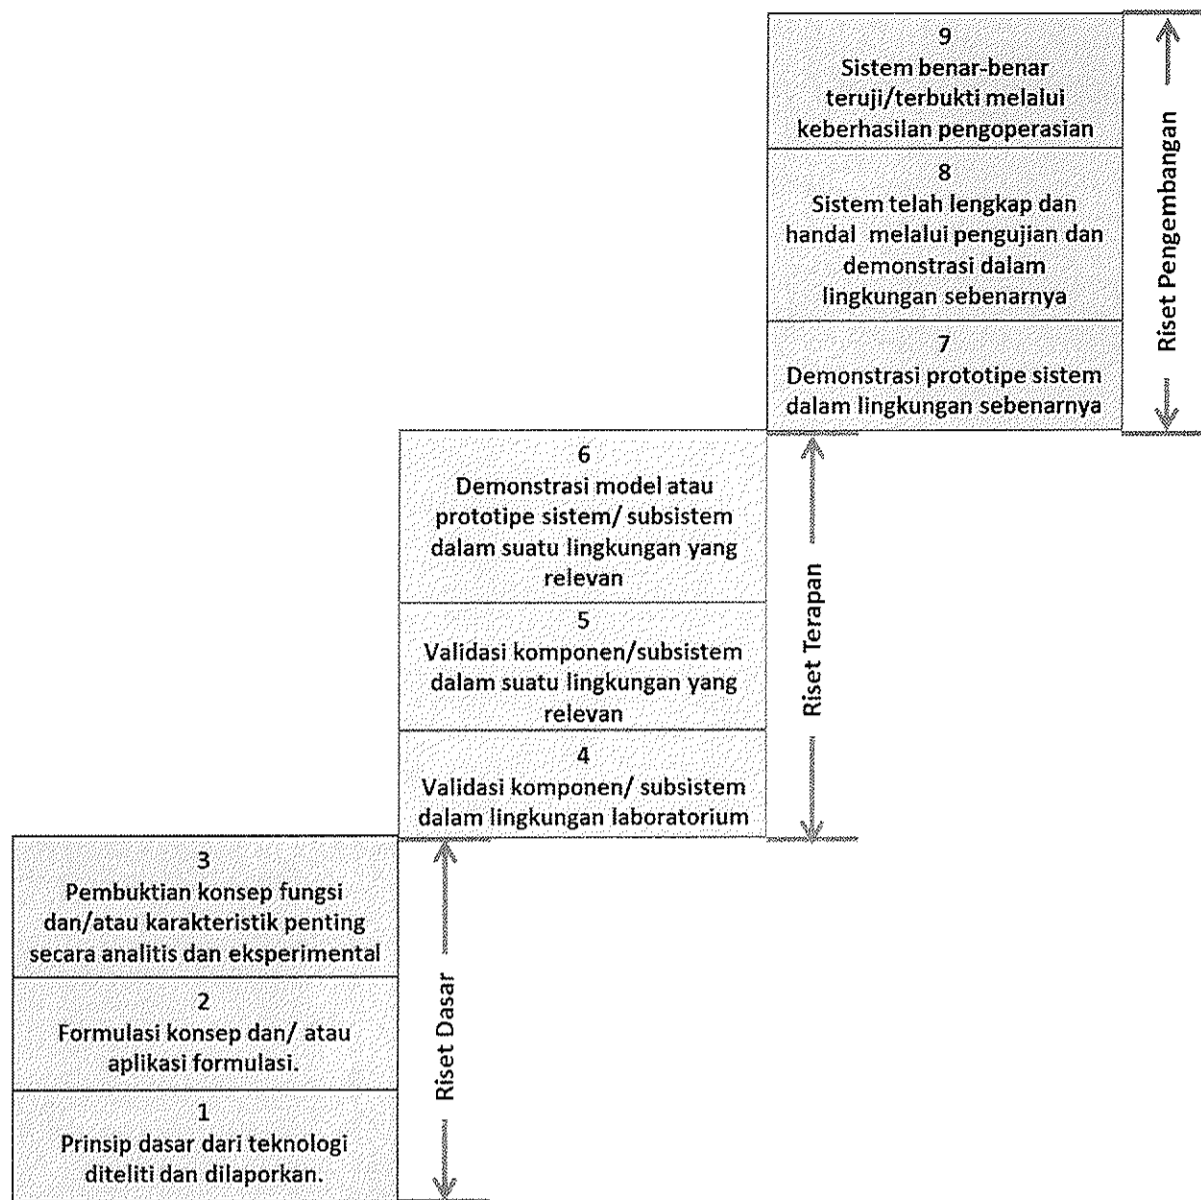 9
Sistem benar-benar
teruji/terbukti melalui
keberhasilan pengoperasian
8
Sistem telah lengkap dan
handal melalui pengujian dan
demonstrasi dalam
lingkungan sebenarnya
7
Demonstrasi prototipe sistem
dalam lingkungan sebenarnya
Riset Pengembangan
6
Demonstrasi model atau
prototipe sistem/ subsistem
dalam suatu lingkungan yang
relevan
5
Validasi komponen/subsistem
dalam suatu lingkungan yang
relevan
4
Validasi komponen/ subsistem
dalam lingkungan laboratorium
Riset Terapan
3
Pembuktian konsep fungsi
dan/atau karakteristik penting
secara analitis dan eksperimental
2
Formulasi konsep dan/ atau
aplikasi formulasi.
1
Prinsip dasar dari teknologi
diteliti dan dilaporkan.
Riset Dasar